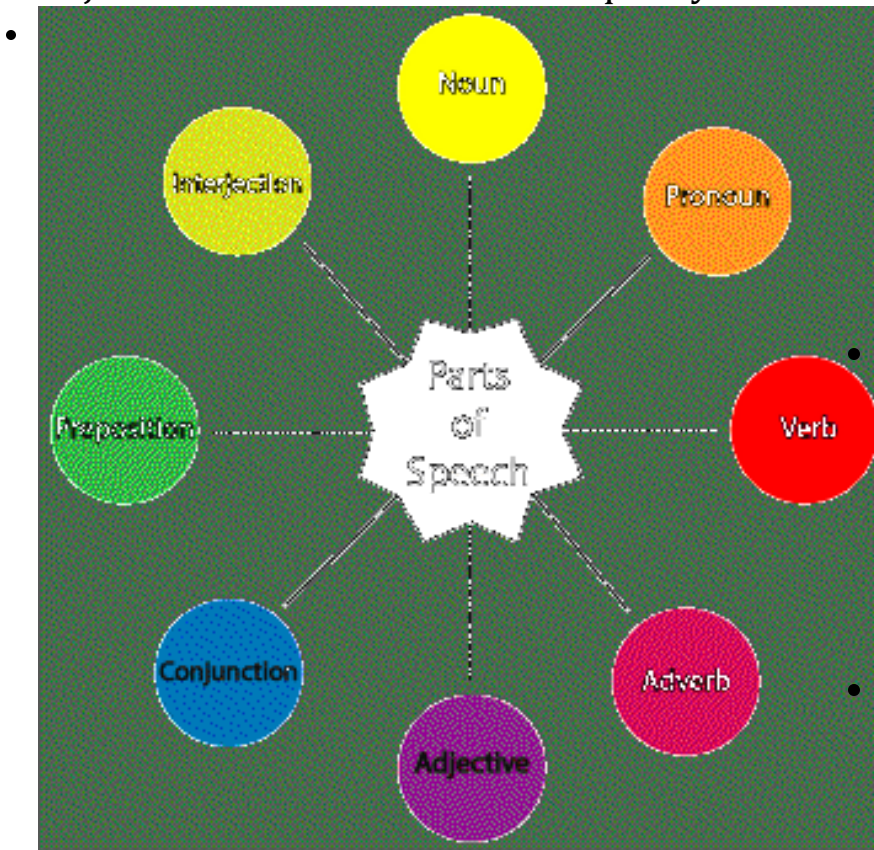 Noun
Interjection
Pronoun
Parts
of
Speech
Preposition
Verb
Conjunction
Adverb
Adjective